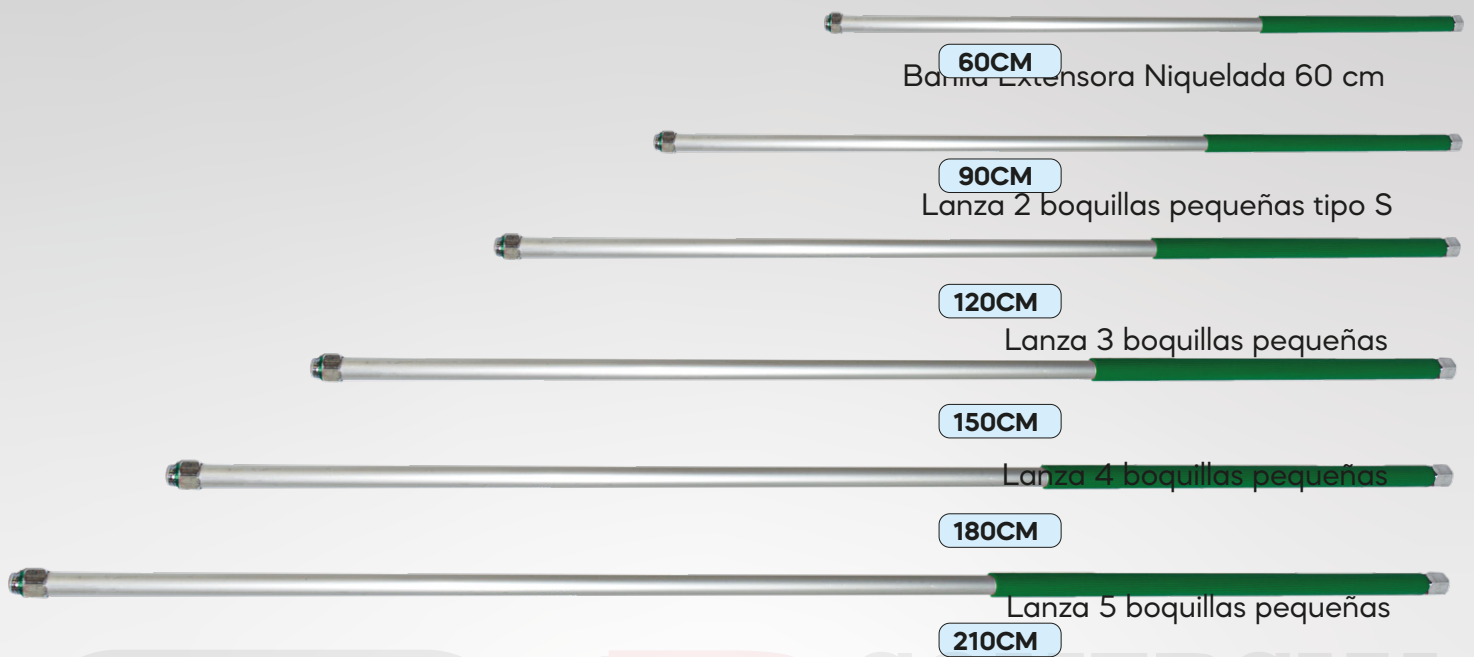 60CM
Extensora Niquelada 60 cm
90CM
Lanza 2 boquillas pequeñas tipo S
120CM
Lanza 3 boquillas pequeñas
150CM
Lanza 4 boquillas pequeñas
180CM
Lanza 5 boquillas pequeñas
210CM